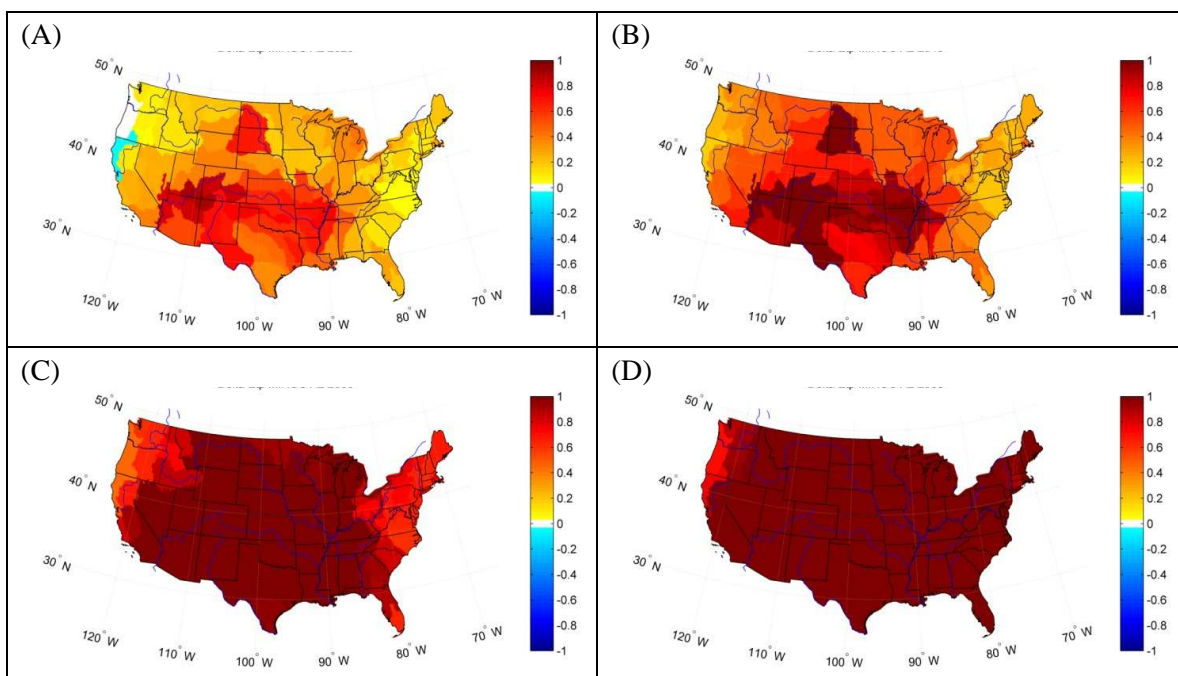 (A)
50° N
40° N
30° N
120° W
110° W
100° W
90° W
80° W
70° W
1
0.8
0.6
0.4
0.2
0
-0.2
-0.4
-0.6
-0.8
-1
(B)
50° N
40° N
30° N
120° W
110° W
100° W
90° W
80° W
70° W
1
0.8
0.6
0.4
0.2
0
-0.2
-0.4
-0.6
-0.8
-1
(C)
50° N
40° N
30° N
120° W
110° W
100° W
90° W
80° W
70° W
1
0.8
0.6
0.4
0.2
0
-0.2
-0.4
-0.6
-0.8
-1
(D)
50° N
40° N
30° N
120° W
110° W
100° W
90° W
80° W
70° W
1
0.8
0.6
0.4
0.2
0
-0.2
-0.4
-0.6
-0.8
-1